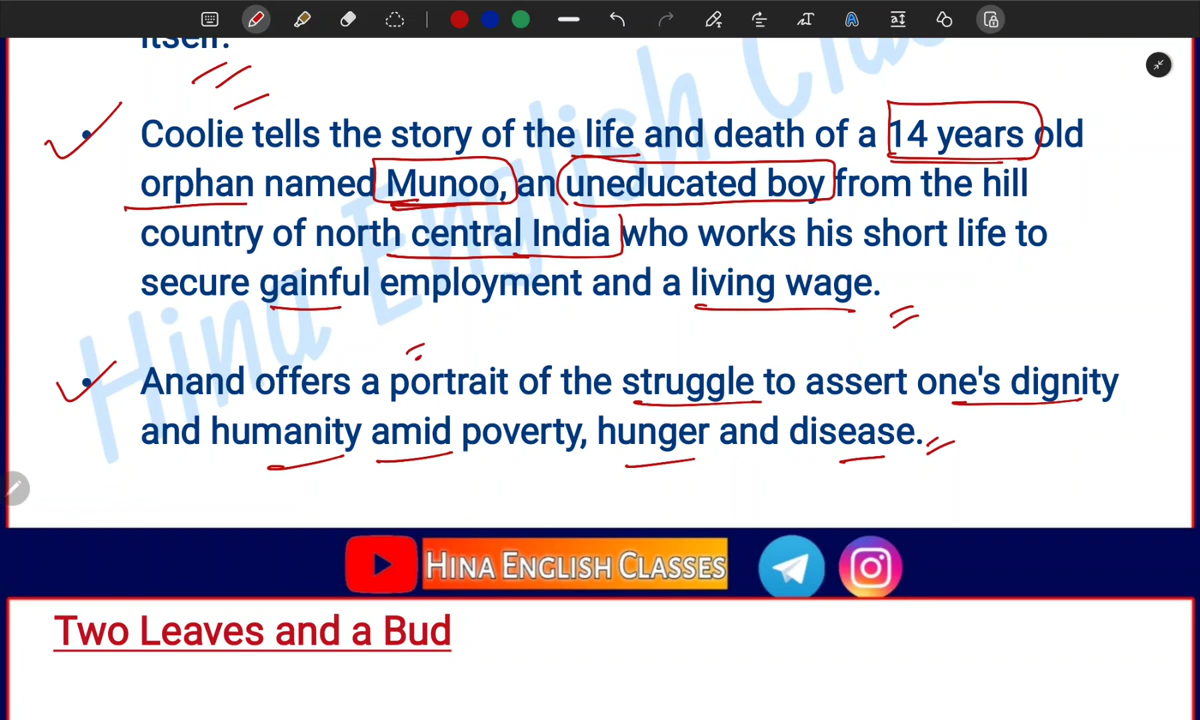 itself.
Coolie tells the story of the life and death of a 14 years old
orphan named Munoo, an uneducated boy from the hill
country of north central India who works his short life to
secure gainful employment and a living wage.
Anand offers a portrait of the struggle to assert one's dignity
and humanity amid poverty, hunger and disease.
Hina English Cla
HINA ENGLISH CLASSES
Two Leaves and a Bud